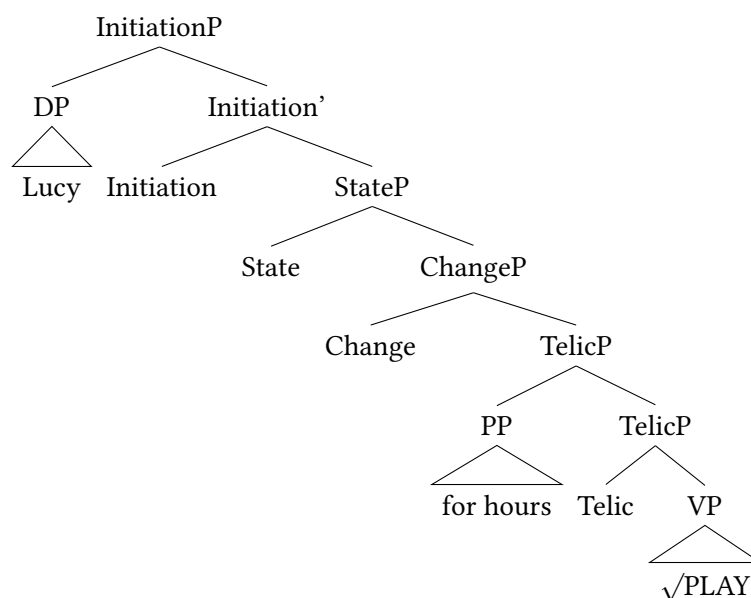 InitiationP
DP Initiation’
Lucy Initiation StateP
State ChangeP
Change TelicP
PP TelicP
for hours Telic VP
√PLAY